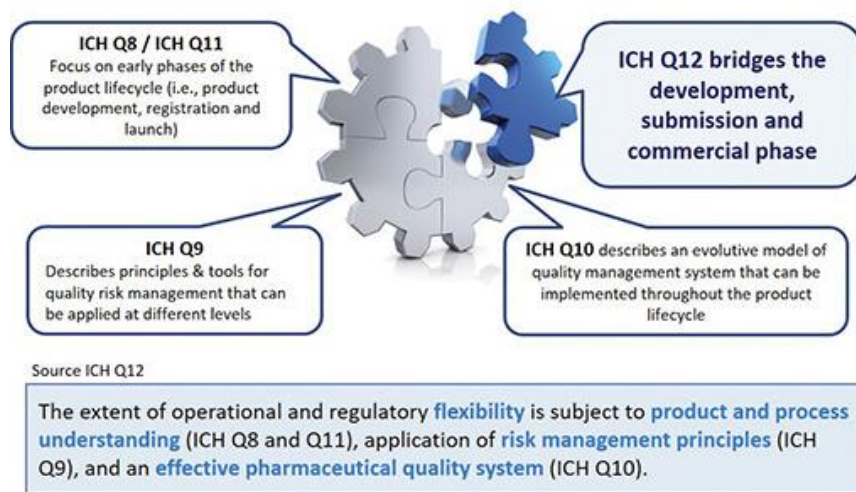 ICH Q8 / ICH Q11
Focus on early phases of the
product lifecycle (i.e., product
development, registration and
launch)
ICH Q12 bridges the
development,
submission and
commercial phase
ICH Q9
Describes principles & tools for
quality risk management that can
be applied at different levels
ICH Q10 describes an evolutive model of
quality management system that can be
implemented throughout the product
lifecycle
Source ICH Q12
The extent of operational and regulatory flexibility is subject to product and process
understanding (ICH Q8 and Q11), application of risk management principles (ICH
Q9), and an effective pharmaceutical quality system (ICH Q10).